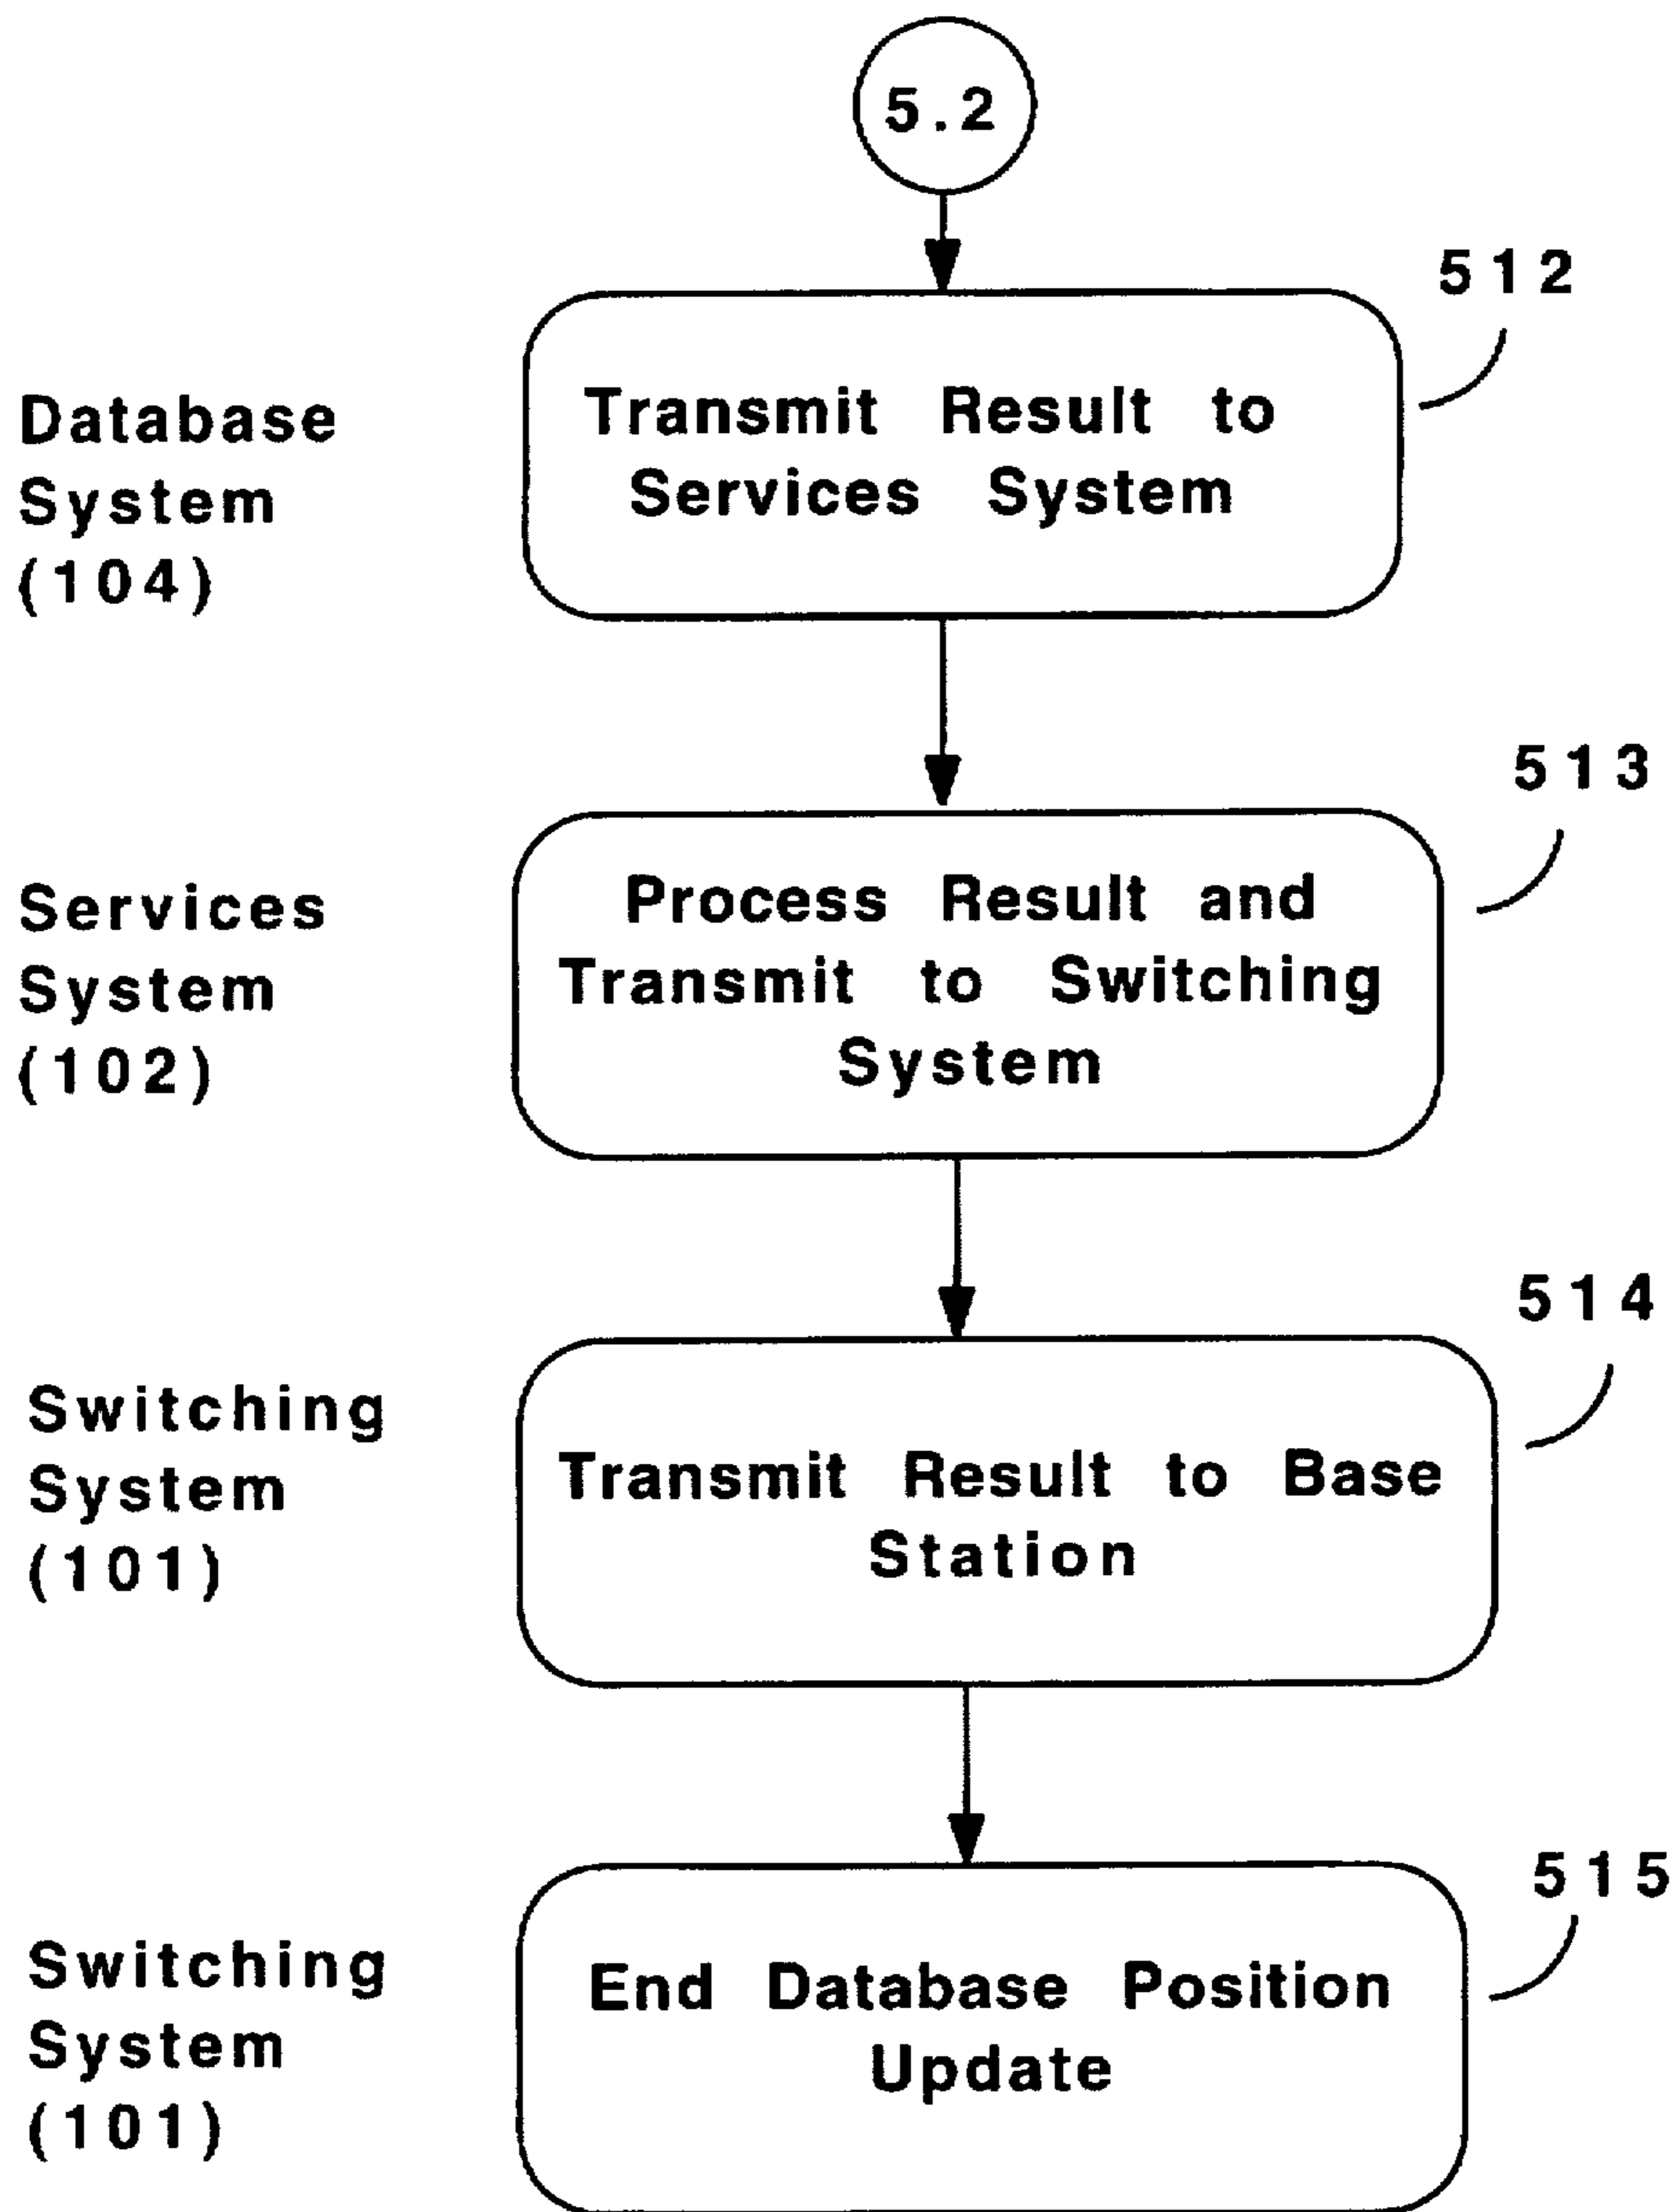 5.2
512
Database
System
(104)
Transmit Result to
Services System
513
Services
System
(102)
Process Result and
Transmit to Switching
System
514
Switching
System
(101)
Transmit Result to Base
Station
515
Switching
System
(101)
End Database Position
Update